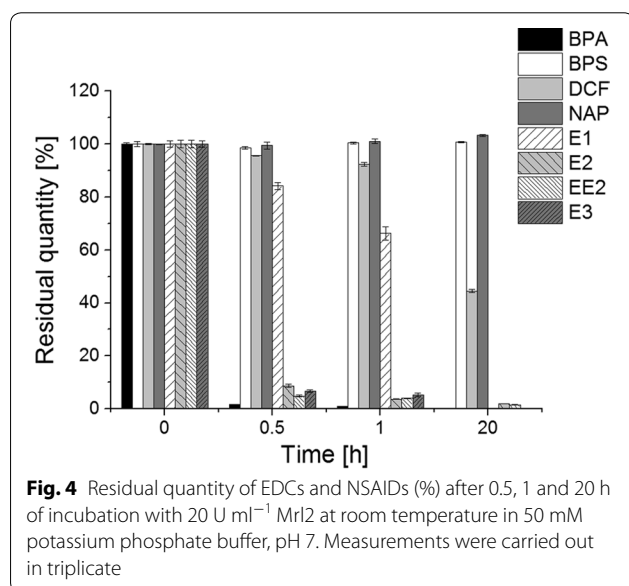 BPA
BPS
DCF
NAP
E1
E2
EE2
E3
120
100
80
60
40
20
0
Residual quantity [%]
0
0.5
1
20
Time [h]
Fig. 4 Residual quantity of EDCs and NSAIDs (%) after 0.5, 1 and 20 h
of incubation with 20 U ml−1 Mrl2 at room temperature in 50 mM
potassium phosphate buffer, pH 7. Measurements were carried out
in triplicate